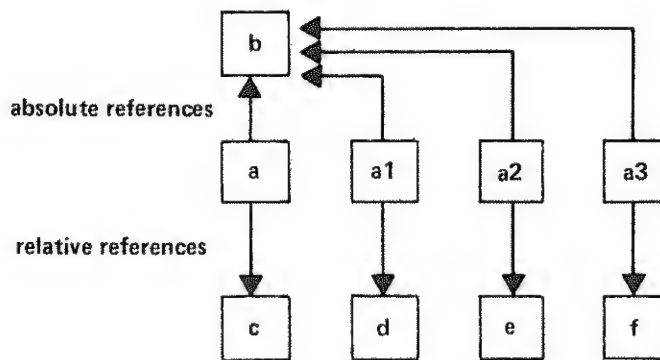 b
absolute references
a a1 a2 a3
relative references
c d e f